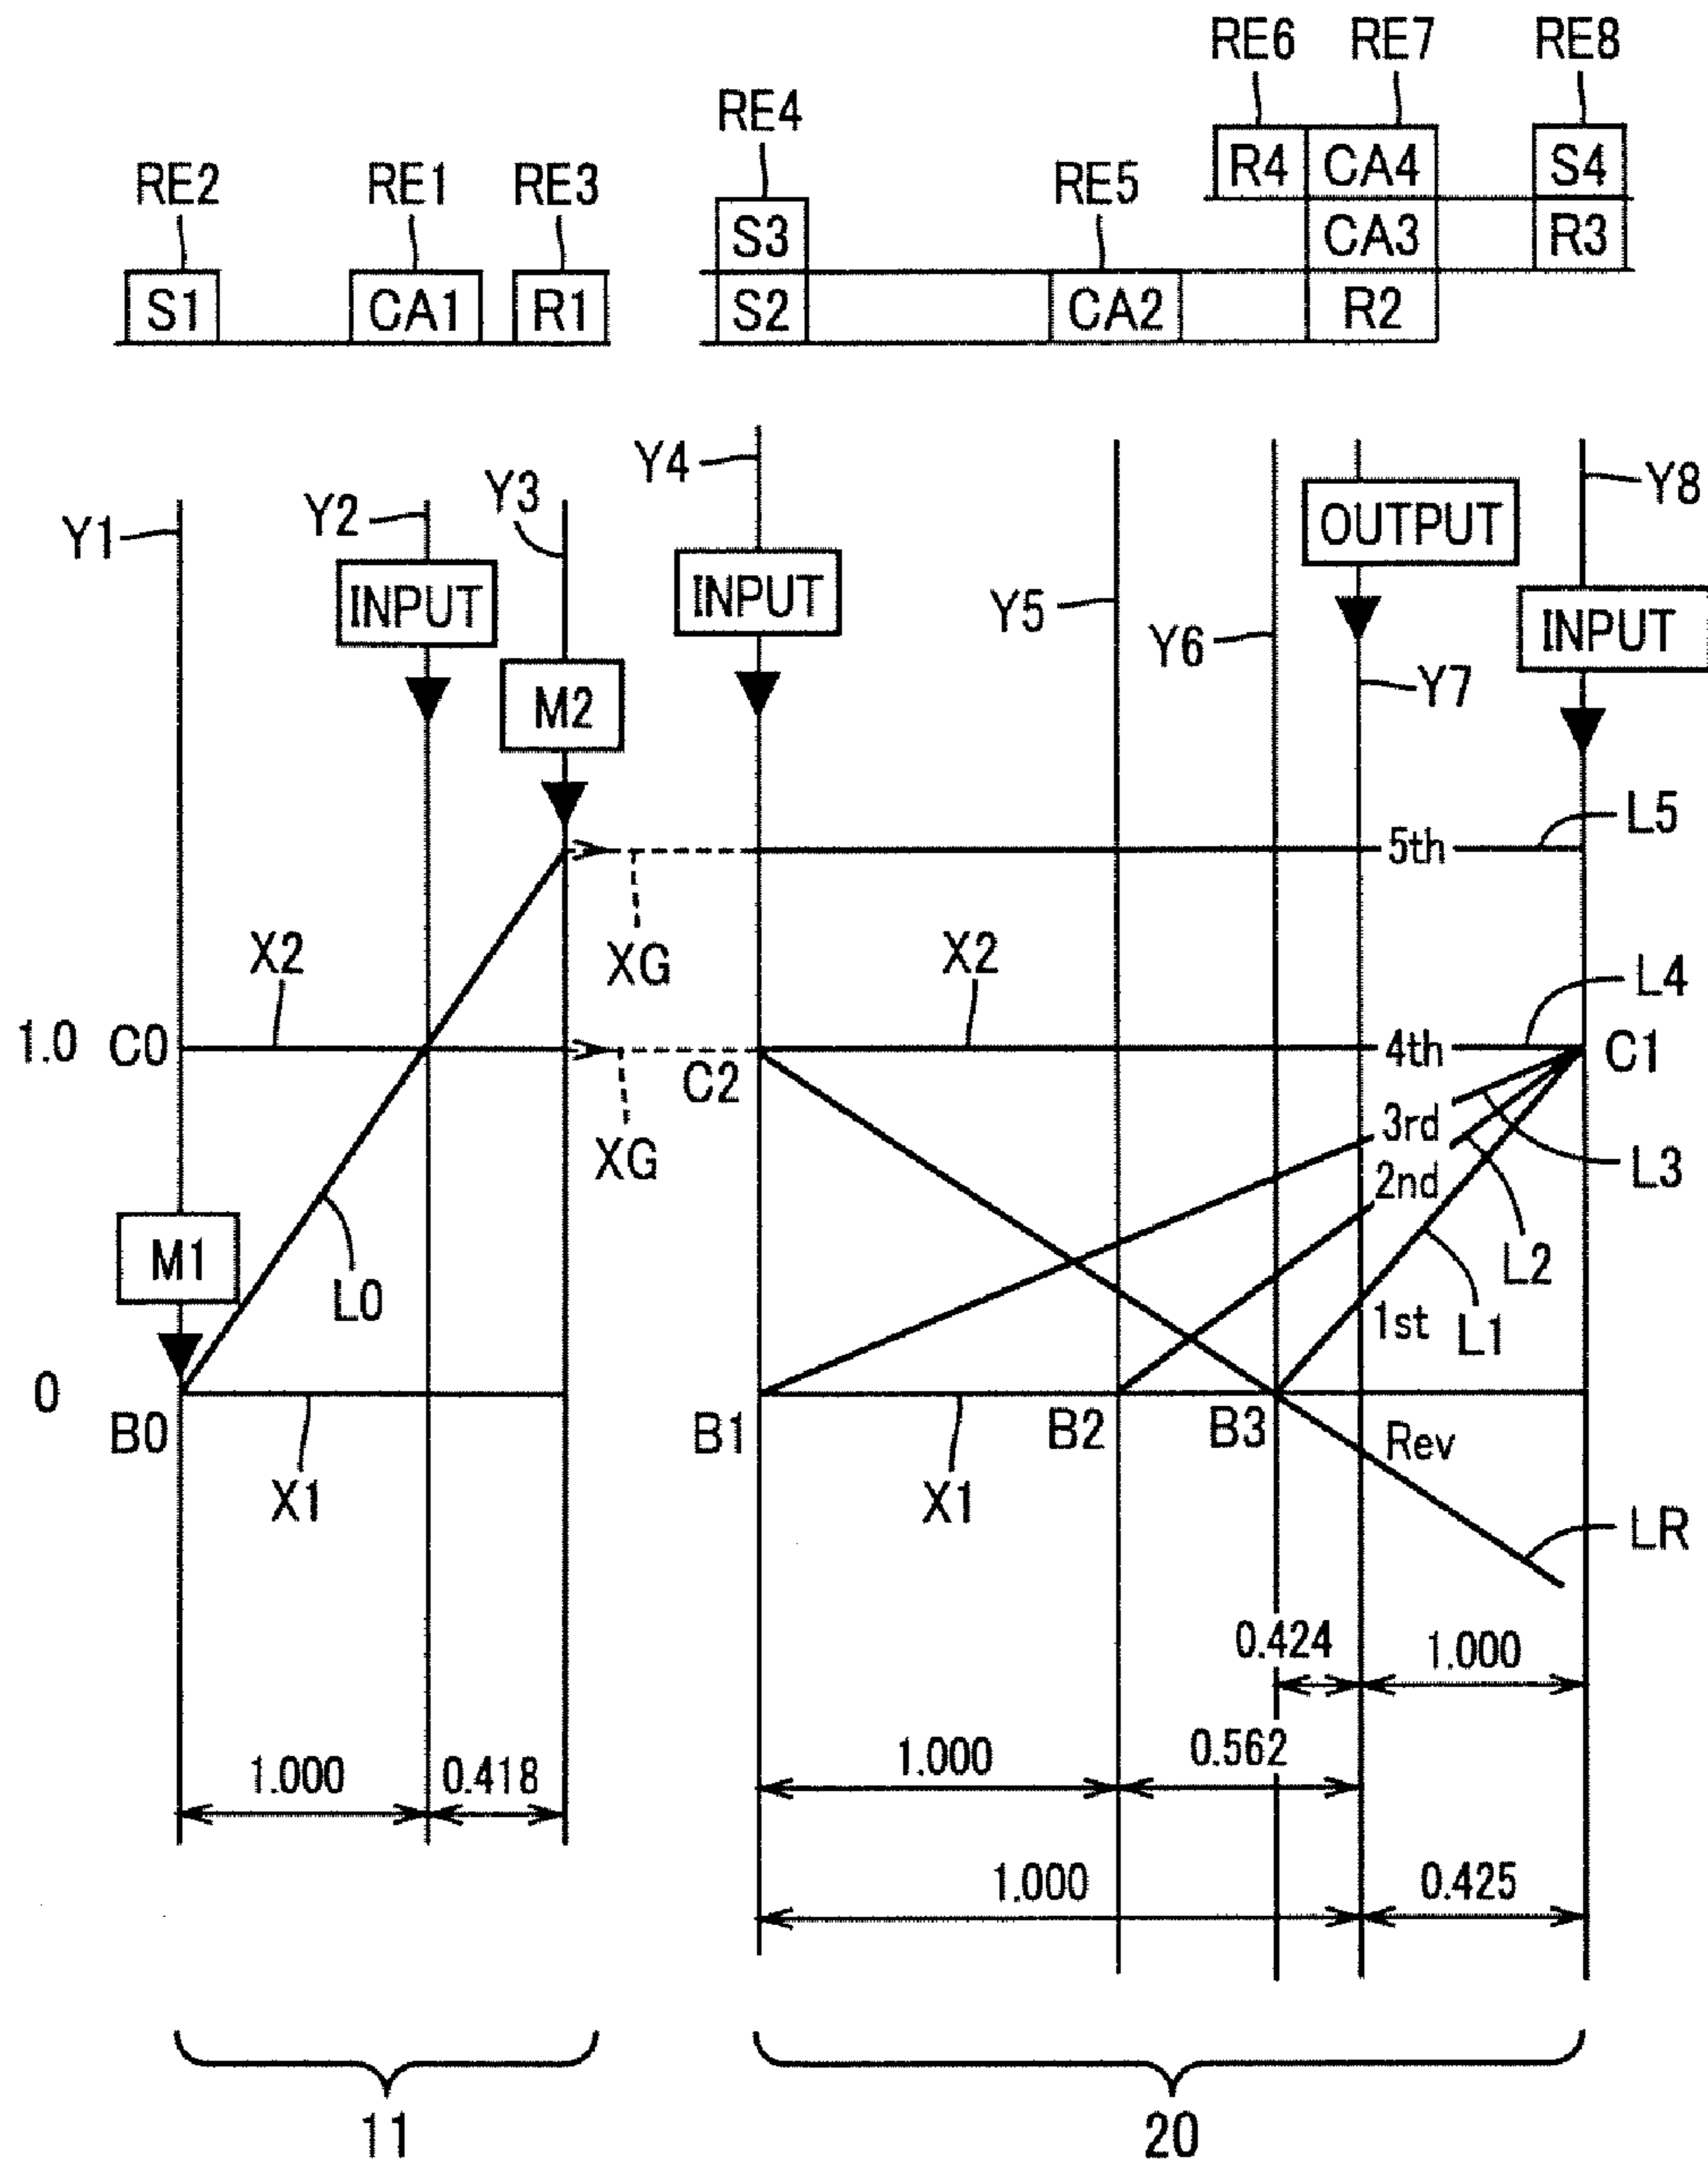 RE6 RE7 RE8
RE4
RE2 RE1 RE3 RE5
R4 CA4 S4
S3 CA3 R3
S1 CA1 R1 S2 CA2 R2
Y4 Y8
Y1 Y2 Y3
INPUT INPUT OUTPUT INPUT
Y5 Y6 Y7
M2
5th L5
XG
X2 X2 L4
1.0 C0 C2 4th C1
XG
3rd L3
2nd
M1 L0 L2
1st L1
0
B0 B1 B2 B3 Rev
X1 X1
LR
0.424 1.000
1.000 0.418 1.000 0.562
1.000 0.425
11 20